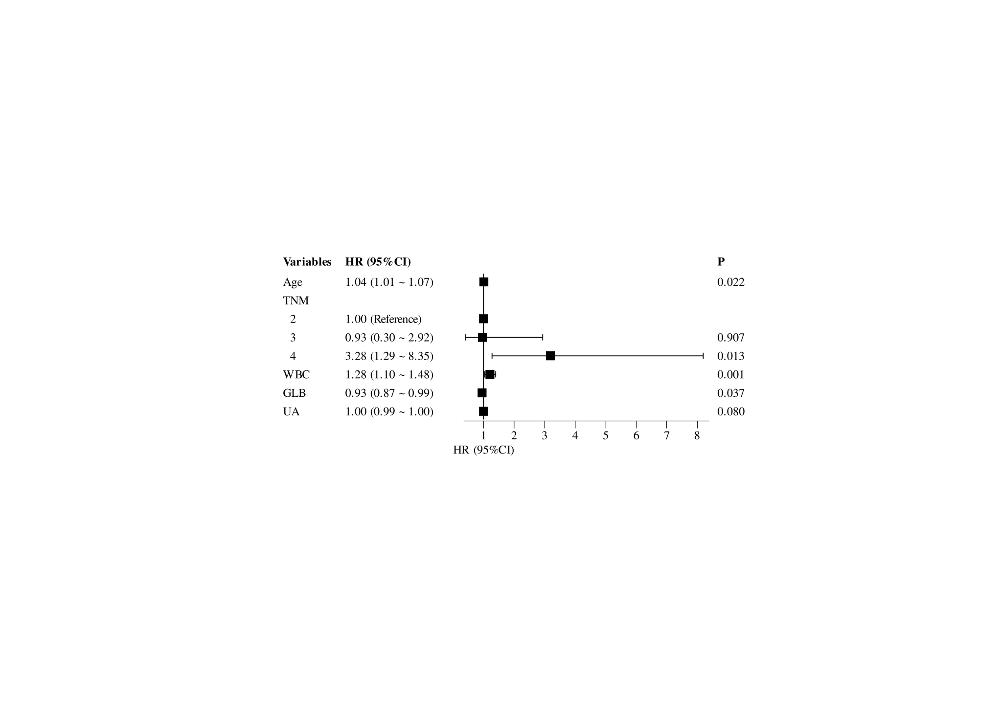 Variables HR (95%CI) P
Age 1.04 (1.01 ~ 1.07) 0.022
TNM
2 1.00 (Reference)
3 0.93 (0.30 ~ 2.92) 0.907
4 3.28 (1.29 ~ 8.35) 0.013
WBC 1.28 (1.10 ~ 1.48) 0.001
GLB 0.93 (0.87 ~ 0.99) 0.037
UA 1.00 (0.99 ~ 1.00) 0.080
1 2 3 4 5 6 7 8
HR (95%CI)